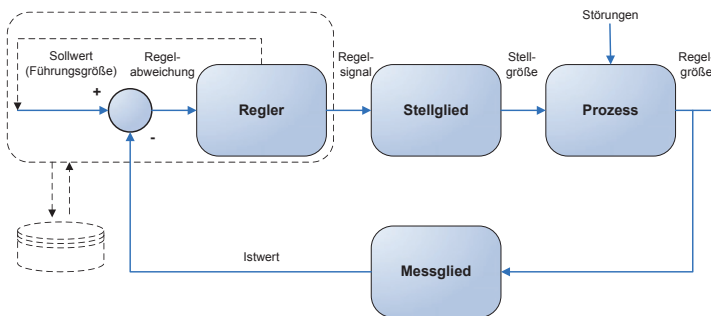 Störungen
Sollwert
(Führungsgröße)
Regel-
abweichung
Regel-
signal
Stell-
größe
Regel-
größe
+
-
Regler
Stellglied
Prozess
Istwert
Messglied